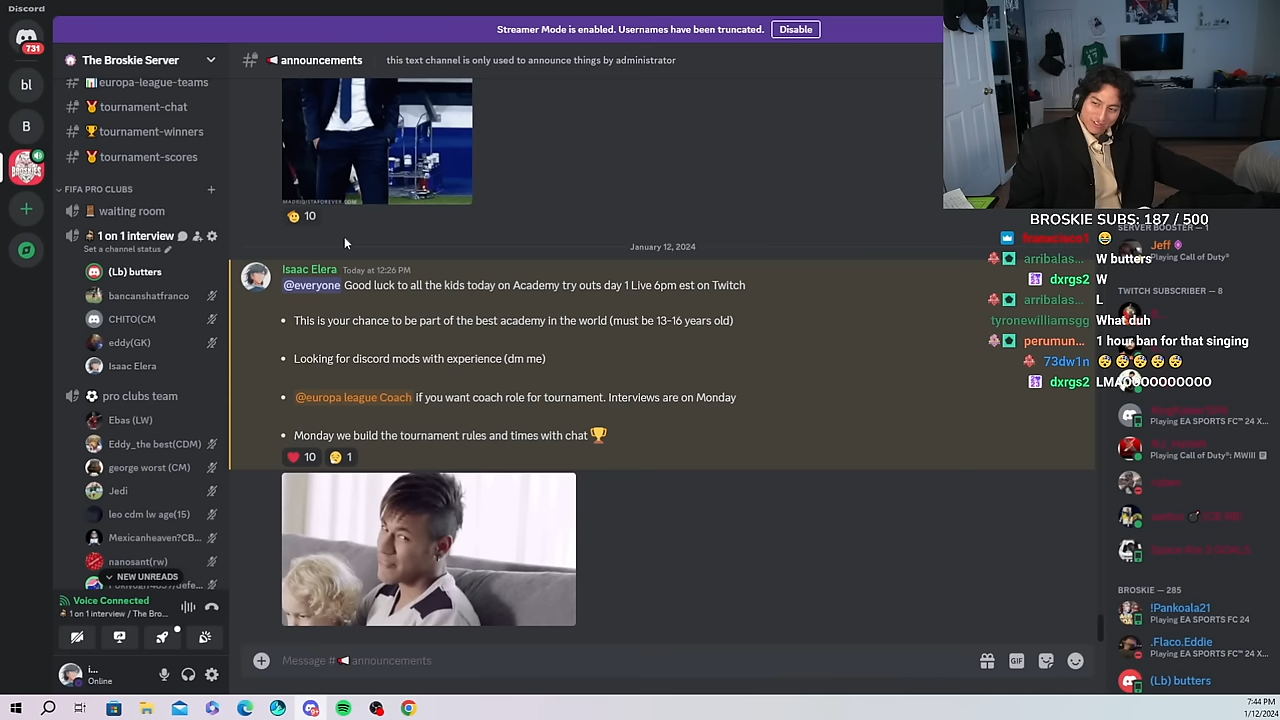 Discord
Streamer Mode is enabled. Usernames have been truncated.
Disable
731
bl
B
The Broskie Server
europa-league-teams
tournament-chat
tournament-winners
tournament-scores
FIFA PRO CLUBS
waiting room
1 on 1 interview
Set a channel status
(Lb) butters
bancanshatfranco
CHITO(CM
eddy(GK)
Isaac Elera
pro clubs team
Ebas (LW)
Eddy_the best(CDM)
george worst (CM)
Jedi
leo cdm lw age(15)
Mexicanheaven?CB...
nanosant(rw)
NEW UNREADS
Voice Connected
1 on 1 interview / The Bro...
i...
Online
announcements
this text channel is only used to announce things by administrator
MADRIDISTAFOREVER.COM
10
January 12, 2024
Isaac Elera Today at 12:26 PM
@everyone Good luck to all the kids today on Academy try outs day 1 Live 6pm est on Twitch
• This is your chance to be part of the best academy in the world (must be 13-16 years old)
• Looking for discord mods with experience (dm me)
• @europa league Coach if you want coach role for tournament. Interviews are on Monday
• Monday we build the tournament rules and times with chat
10 1
Message # announcements
GIF
BROSKIE SUBS: 187 / 500
SERVER BOOSTER — 1
Jeff
Playing Call of Duty®
arribalas... W butters
dxrgs2 W
TWITCH SUBSCRIBER — 8
arribalas... L
tyronewilliamsgg What duh
perumun... 1 hour ban for that singing
73dw1n
dxrgs2 LMAOOOOOOOOOO
Playing EA SPORTS FC™ 24 X...
Playing Call of Duty®: MWIII
BROSKIE — 285
!Pankoala21
Playing EA SPORTS FC 24
.Flaco.Eddie
Playing EA SPORTS FC™ 24 X...
(Lb) butters
7:44 PM
1/12/2024